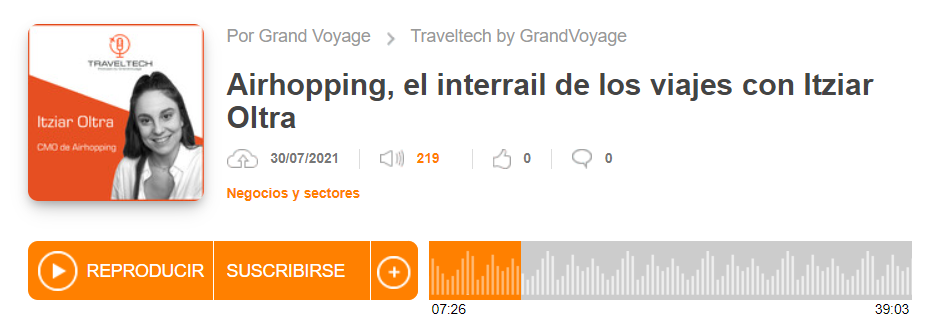 Por Grand Voyage > Traveltech by GrandVoyage
Airhopping, el interrail de los viajes con Itziar
Oltra
30/07/2021 219 0 0
Negocios y sectores
TRAVELTECH
Itziar Oltra
CMO de Airhopping
REPRODUCIR SUSCRIBIRSE +
07:26 39:03